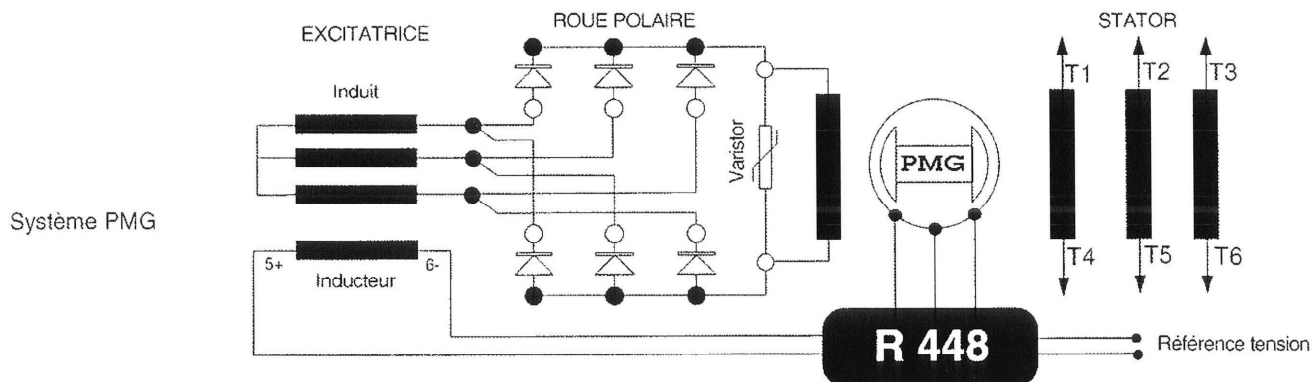 ROUE POLAIRE
STATOR
EXCITATRICE
T1
T2
T3
Induit
Varistor
PMG
Système PMG
5+
6-
Inducteur
T4
T5
T6
R 448
Référence tension